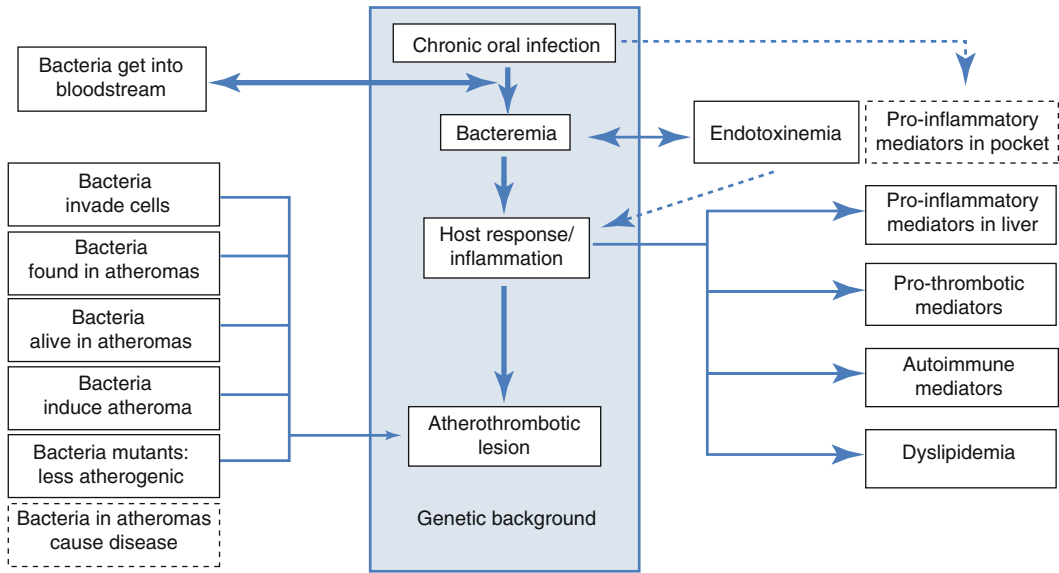 Chronic oral infection
Bacteria get into
bloodstream
Bacteremia
Endotoxinemia
Pro-inflammatory
mediators in pocket
Bacteria
invade cells
Bacteria
found in atheromas
Bacteria
alive in atheromas
Bacteria
induce atheroma
Bacteria mutants:
less atherogenic
Bacteria in atheromas
cause disease
Host response/
inflammation
Atherothrombotic
lesion
Genetic background
Pro-inflammatory
mediators in liver
Pro-thrombotic
mediators
Autoimmune
mediators
Dyslipidemia